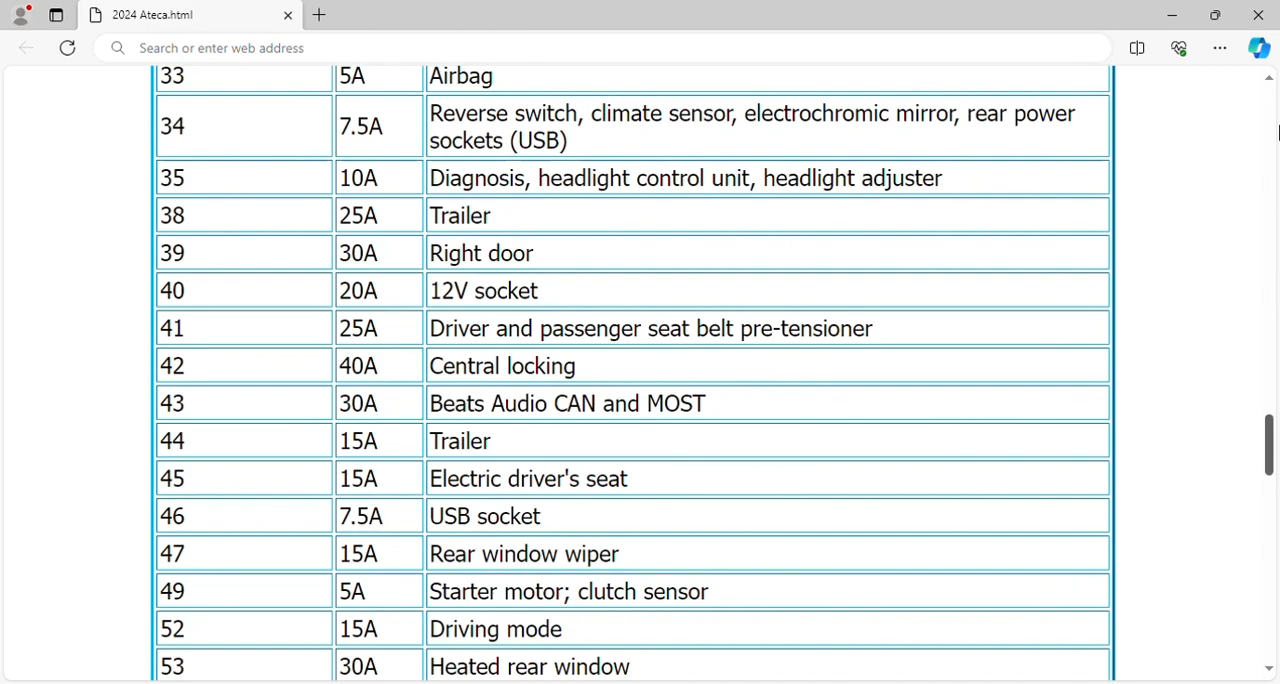 2024 Ateca.html
Search or enter web address
33 5A Airbag
34 7.5A Reverse switch, climate sensor, electrochromic mirror, rear power
sockets (USB)
35 10A Diagnosis, headlight control unit, headlight adjuster
38 25A Trailer
39 30A Right door
40 20A 12V socket
41 25A Driver and passenger seat belt pre-tensioner
42 40A Central locking
43 30A Beats Audio CAN and MOST
44 15A Trailer
45 15A Electric driver's seat
46 7.5A USB socket
47 15A Rear window wiper
49 5A Starter motor; clutch sensor
52 15A Driving mode
53 30A Heated rear window